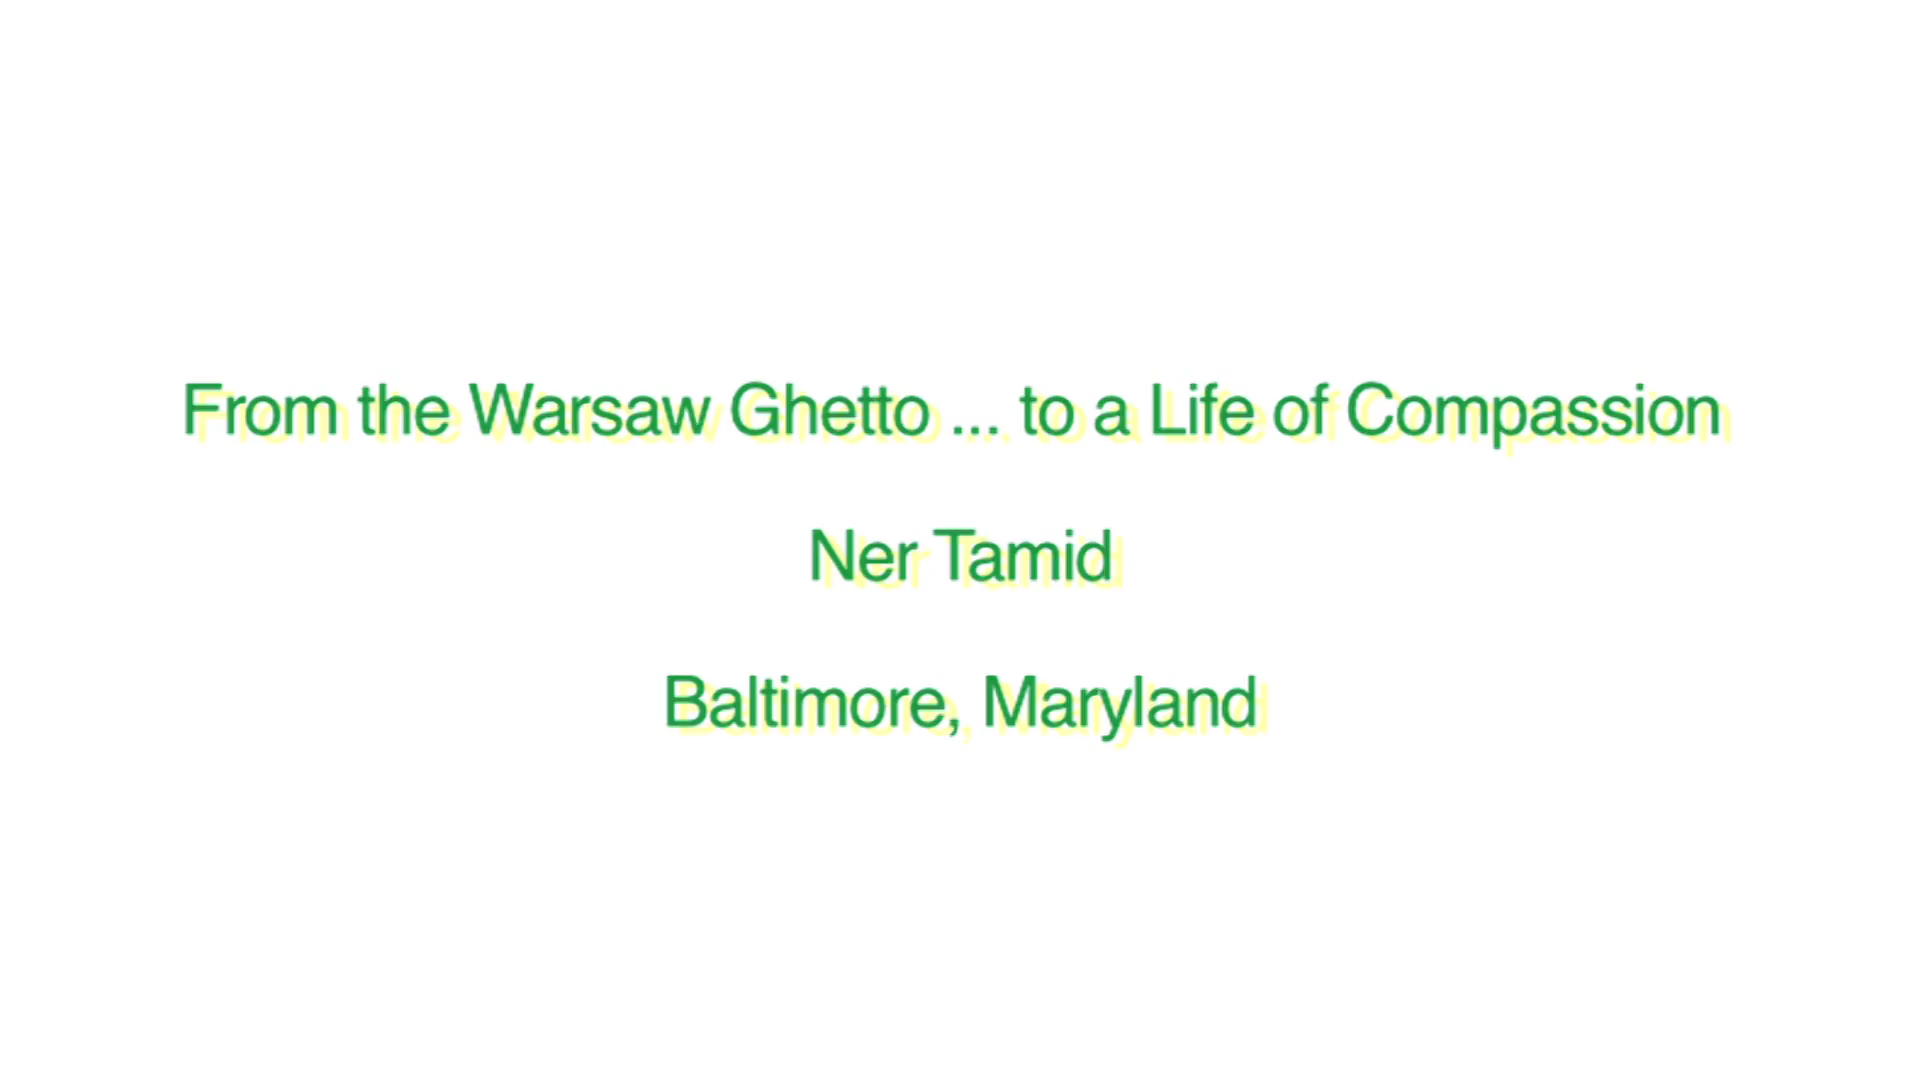 From the Warsaw Ghetto ... to a Life of Compassion
Ner Tamid
Baltimore, Maryland